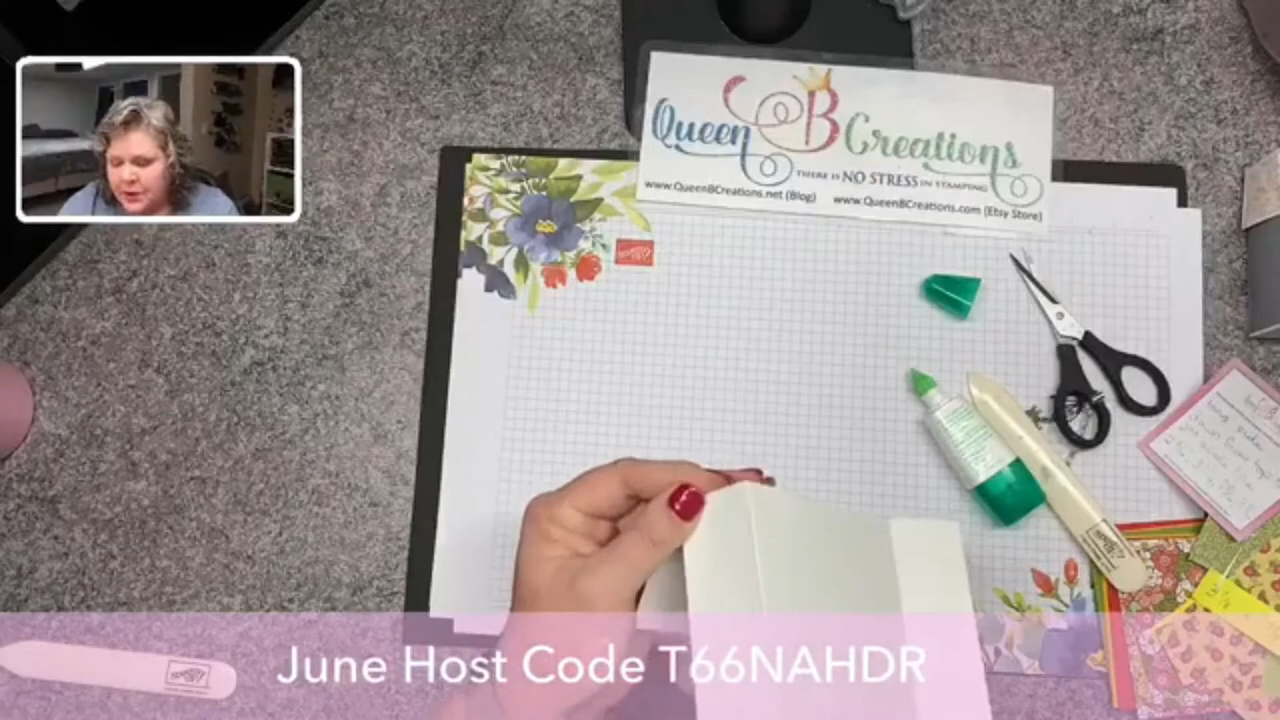 Queen B Creations
THERE IS NO STRESS IN STAMPING
www.QueenBCreations.net (Blog) www.QueenBCreations.com (Etsy Store)
June Host Code T66NAHDR